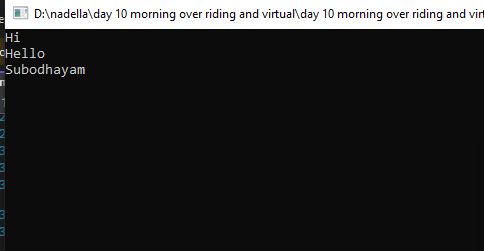 D:\nadella\day 10 morning over riding and virtual\day 10 morning over riding and virt
Hi
Hello
Subodhayam